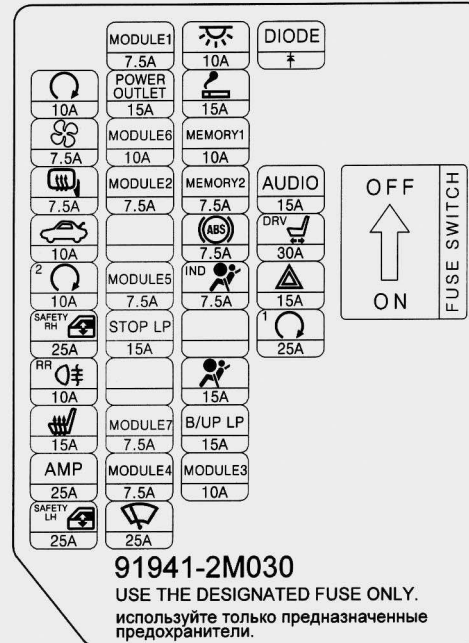 MODULE1
7.5A
10A
DIODE
10A
POWER
OUTLET
15A
15A
7.5A
MODULE6
10A
MEMORY1
10A
7.5A
MODULE2
7.5A
MEMORY2
7.5A
AUDIO
15A
10A
(ABS)
7.5A
DRV
30A
2
10A
MODULE5
7.5A
IND
7.5A
15A
SAFETY
RH
25A
STOP LP
15A
1
25A
RR
10A
15A
15A
MODULE7
7.5A
B/UP LP
15A
AMP
25A
MODULE4
7.5A
MODULE3
10A
SAFETY
LH
25A
25A
OFF
ON
FUSE SWITCH
91941-2M030
USE THE DESIGNATED FUSE ONLY.
используйте только предназначенные
предохранители.